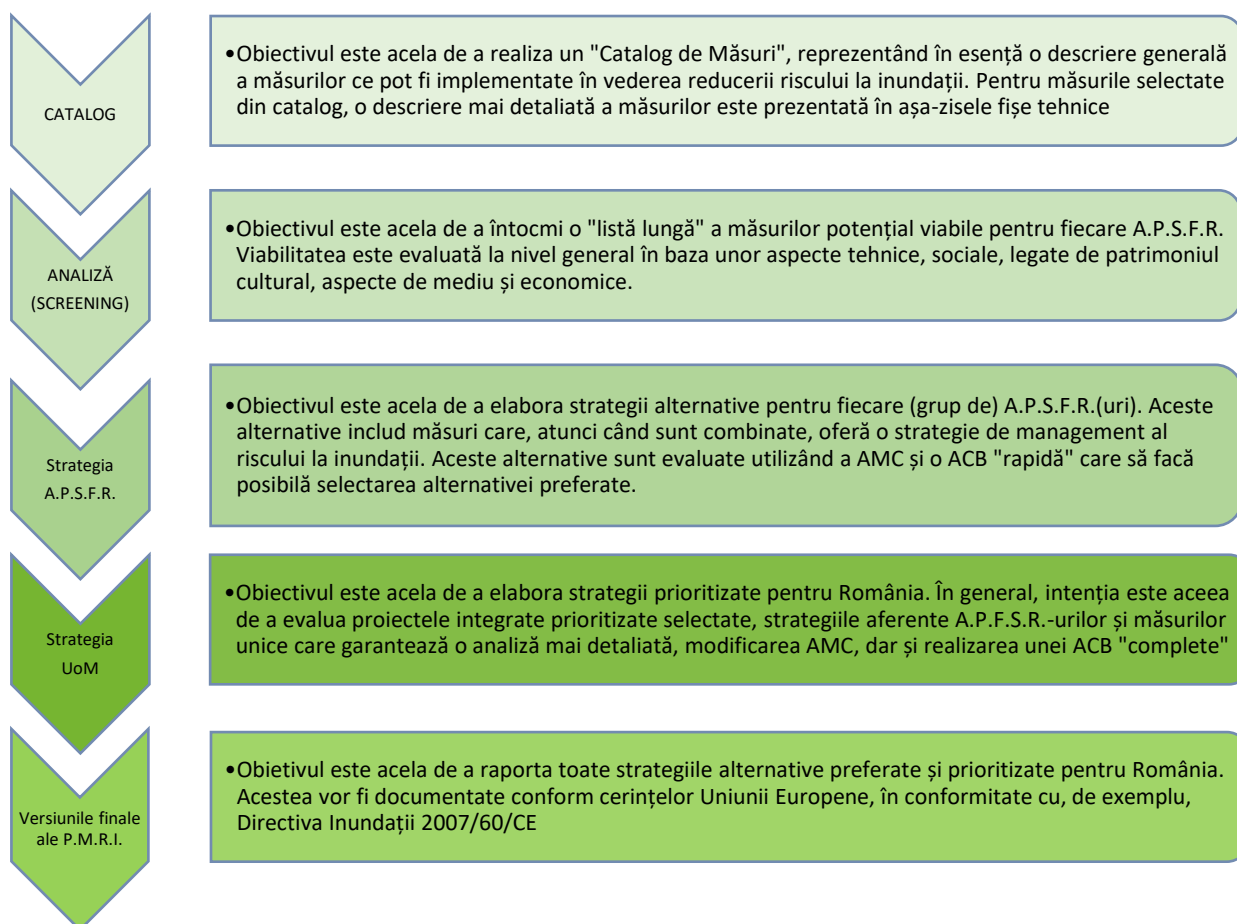 CATALOG
•Obiectivul este acela de a realiza un "Catalog de Măsuri", reprezentând în esență o descriere generală
a măsurilor ce pot fi implementate în vederea reducerii riscului la inundații. Pentru măsurile selectate
din catalog, o descriere mai detaliată a măsurilor este prezentată în așa-zisele fișe tehnice
ANALIZĂ
(SCREENING)
•Obiectivul este acela de a întocmi o "listă lungă" a măsurilor potențial viabile pentru fiecare A.P.S.F.R.
Viabilitatea este evaluată la nivel general în baza unor aspecte tehnice, sociale, legate de patrimoniul
cultural, aspecte de mediu și economice.
Strategia
A.P.S.F.R.
•Obiectivul este acela de a elabora strategii alternative pentru fiecare (grup de) A.P.S.F.R.(uri). Aceste
alternative includ măsuri care, atunci când sunt combinate, oferă o strategie de management al
riscului la inundații. Aceste alternative sunt evaluate utilizând a AMC și o ACB "rapidă" care să facă
posibilă selectarea alternativei preferate.
Strategia
UoM
•Obiectivul este acela de a elabora strategii prioritizate pentru România. În general, intenția este aceea
de a evalua proiectele integrate prioritizate selectate, strategiile aferente A.P.F.S.R.-urilor și măsurilor
unice care garantează o analiză mai detaliată, modificarea AMC, dar și realizarea unei ACB "complete"
Versiunile finale
ale P.M.R.I.
•Obietivul este acela de a raporta toate strategiile alternative preferate și prioritizate pentru România.
Acestea vor fi documentate conform cerințelor Uniunii Europene, în conformitate cu, de exemplu,
Directiva Inundații 2007/60/CE